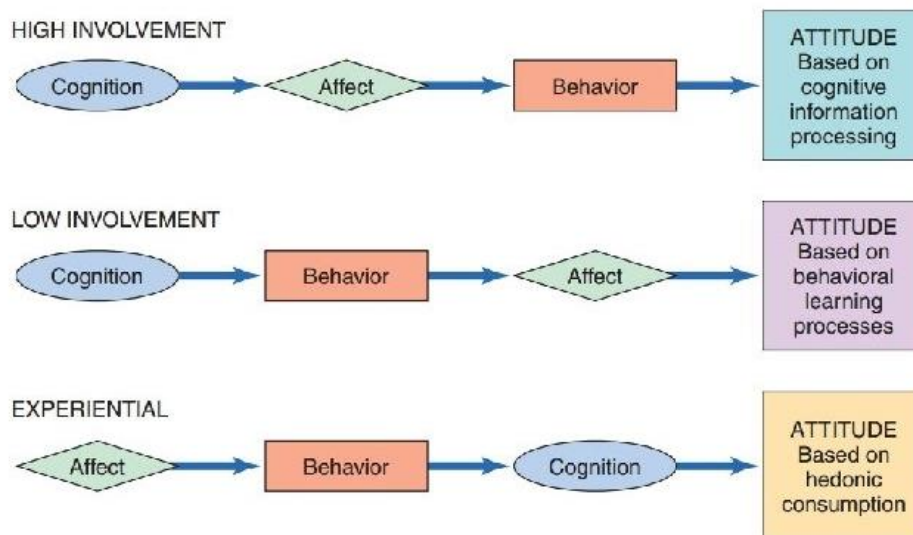 HIGH INVOLVEMENT
Cognition
Affect
Behavior
ATTITUDE
Based on
cognitive
information
processing
LOW INVOLVEMENT
Cognition
Behavior
Affect
ATTITUDE
Based on
behavioral
learning
processes
EXPERIENTIAL
Affect
Behavior
Cognition
ATTITUDE
Based on
hedonic
consumption